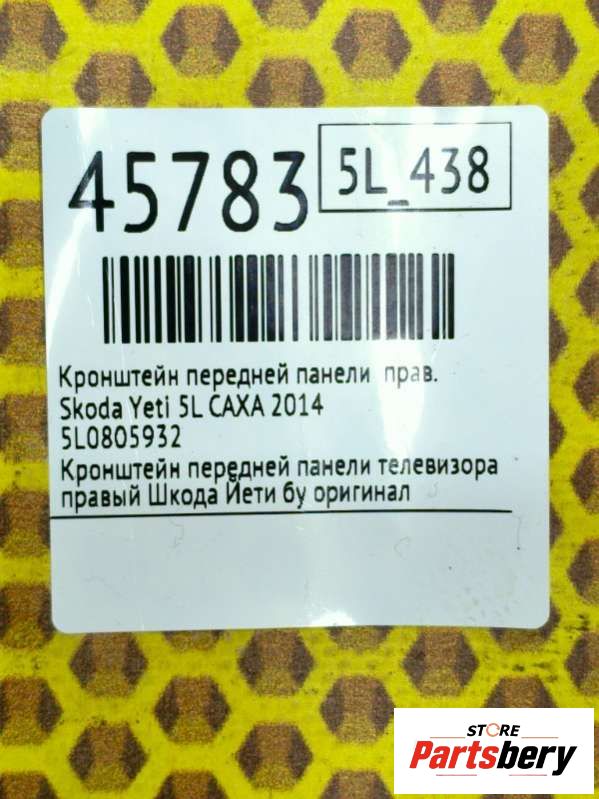 45783
5L_438
Кронштейн передней панели прав.
Skoda Yeti 5L CAXA 2014
5L0805932
Кронштейн передней панели телевизора
правый Шкода Йети бу оригинал
STORE
Partsbery